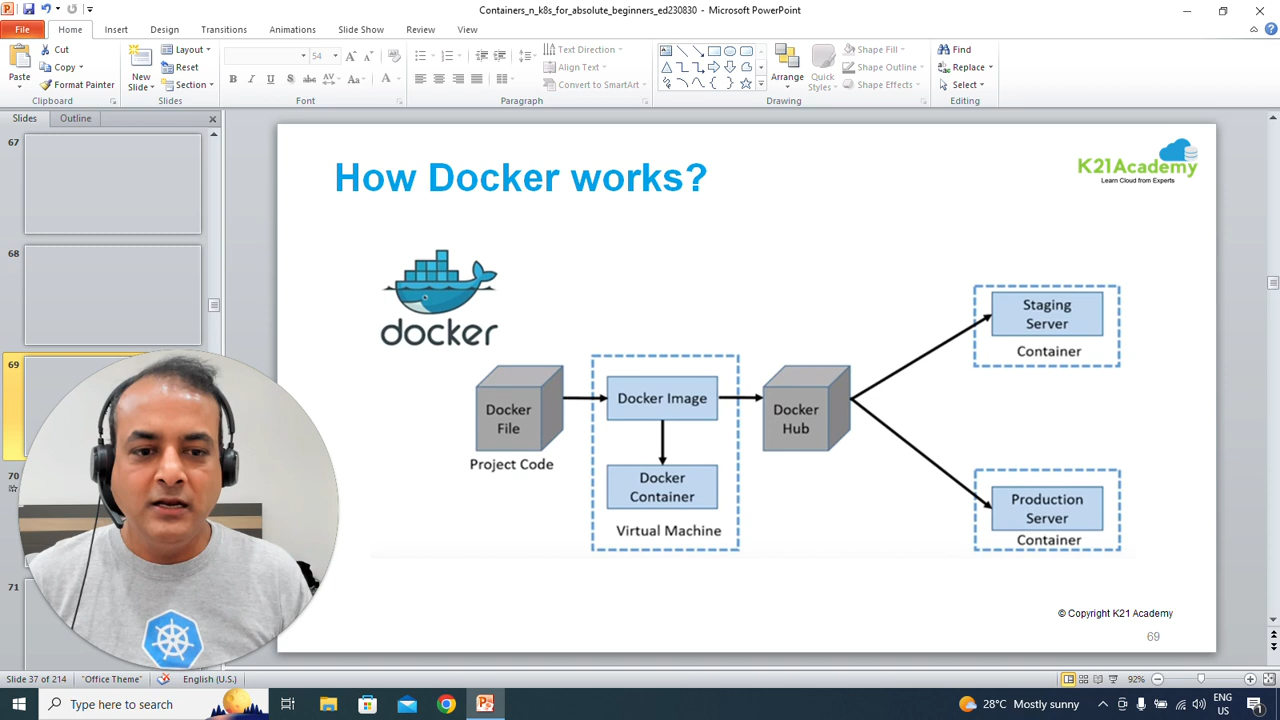 Containers_n_k8s_for_absolute_beginners_ed230830 - Microsoft PowerPoint
File Home Insert Design Transitions Animations Slide Show Review View
Paste
Cut
Copy
Format Painter
Clipboard
New Slide
Layout
Reset
Section
Slides
54
B I U S abc AV Aa A
Font
Text Direction
Align Text
Convert to SmartArt
Paragraph
Arrange
Quick Styles
Shape Fill
Shape Outline
Shape Effects
Drawing
Find
Replace
Select
Editing
Slides Outline
67
68
69
70
71
How Docker works?
K21Academy
Learn Cloud from Experts
docker
Docker
File
Project Code
Docker Image
Docker
Container
Virtual Machine
Docker
Hub
Staging
Server
Container
Production
Server
Container
© Copyright K21 Academy
69
Slide 37 of 214 "Office Theme" English (U.S.) 92%
Type here to search
28°C Mostly sunny
ENG
US
1